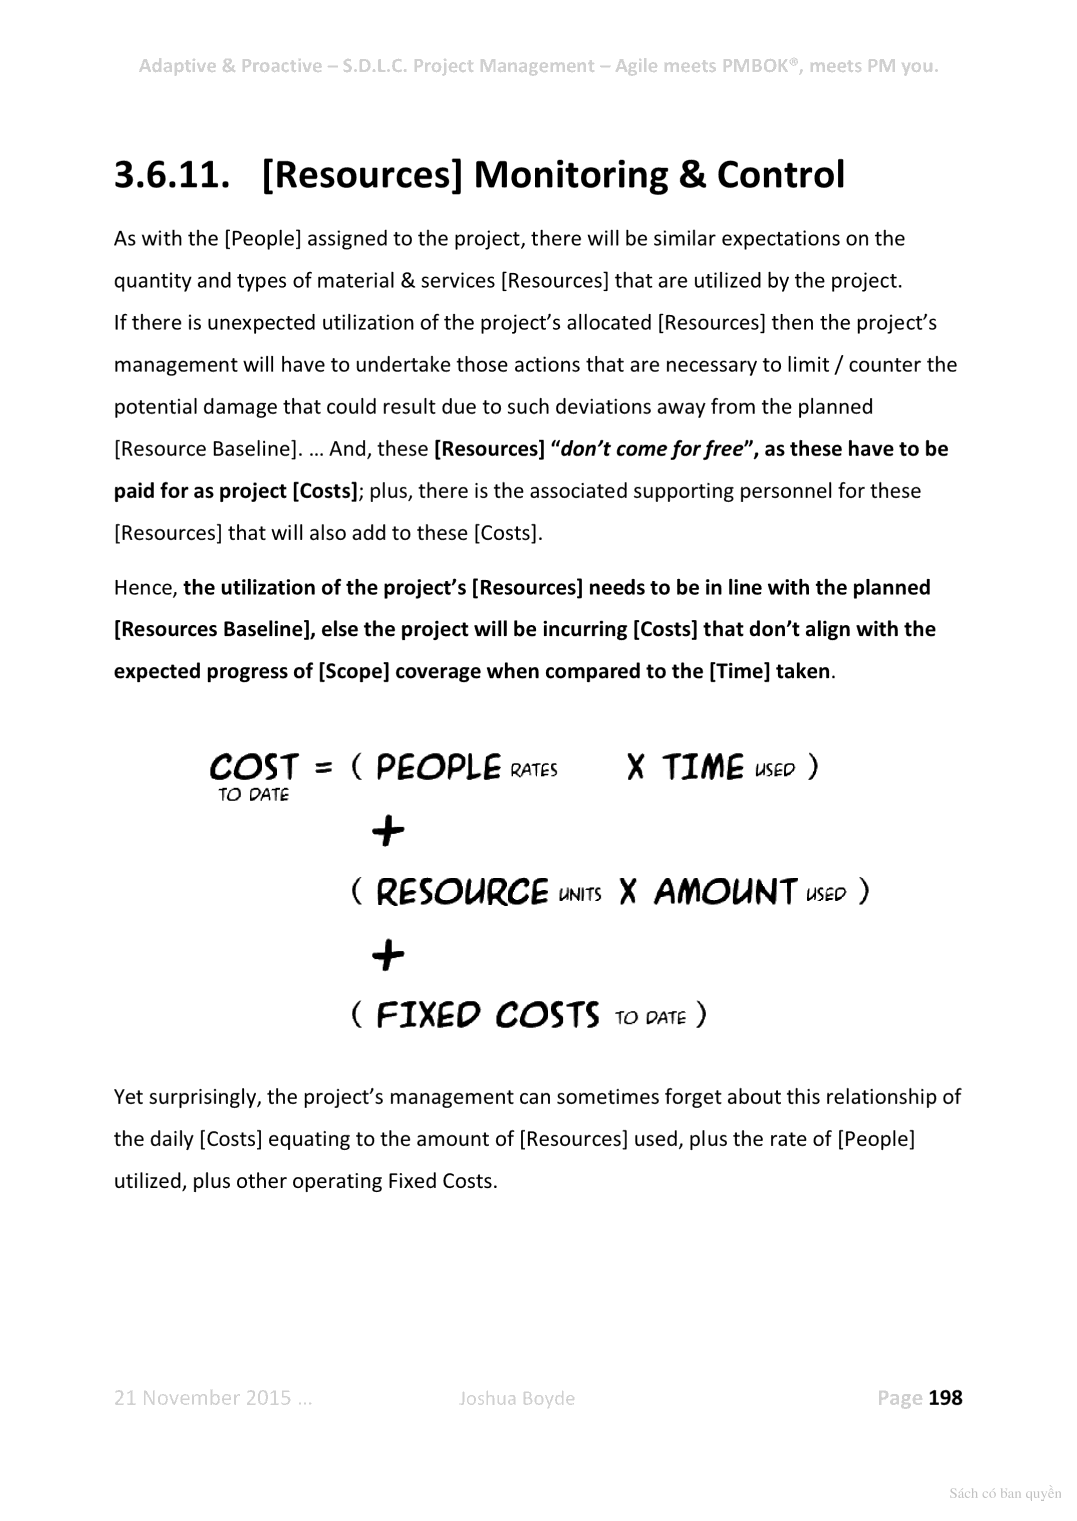 Adaptive & Proactive – S.D.L.C. Project Management – Agile meets PMBOK®, meets PM you.
3.6.11. [Resources] Monitoring & Control
As with the [People] assigned to the project, there will be similar expectations on the
quantity and types of material & services [Resources] that are utilized by the project.
If there is unexpected utilization of the project’s allocated [Resources] then the project’s
management will have to undertake those actions that are necessary to limit / counter the
potential damage that could result due to such deviations away from the planned
[Resource Baseline]. … And, these [Resources] “don’t come for free”, as these have to be
paid for as project [Costs]; plus, there is the associated supporting personnel for these
[Resources] that will also add to these [Costs].
Hence, the utilization of the project’s [Resources] needs to be in line with the planned
[Resources Baseline], else the project will be incurring [Costs] that don’t align with the
expected progress of [Scope] coverage when compared to the [Time] taken.
COST = ( PEOPLE RATES X TIME USED )
TO DATE
+
( RESOURCE UNITS X AMOUNT USED )
+
( FIXED COSTS TO DATE )
Yet surprisingly, the project’s management can sometimes forget about this relationship of
the daily [Costs] equating to the amount of [Resources] used, plus the rate of [People]
utilized, plus other operating Fixed Costs.
21 November 2015 … Joshua Boyde Page 198
Sách có bản quyền